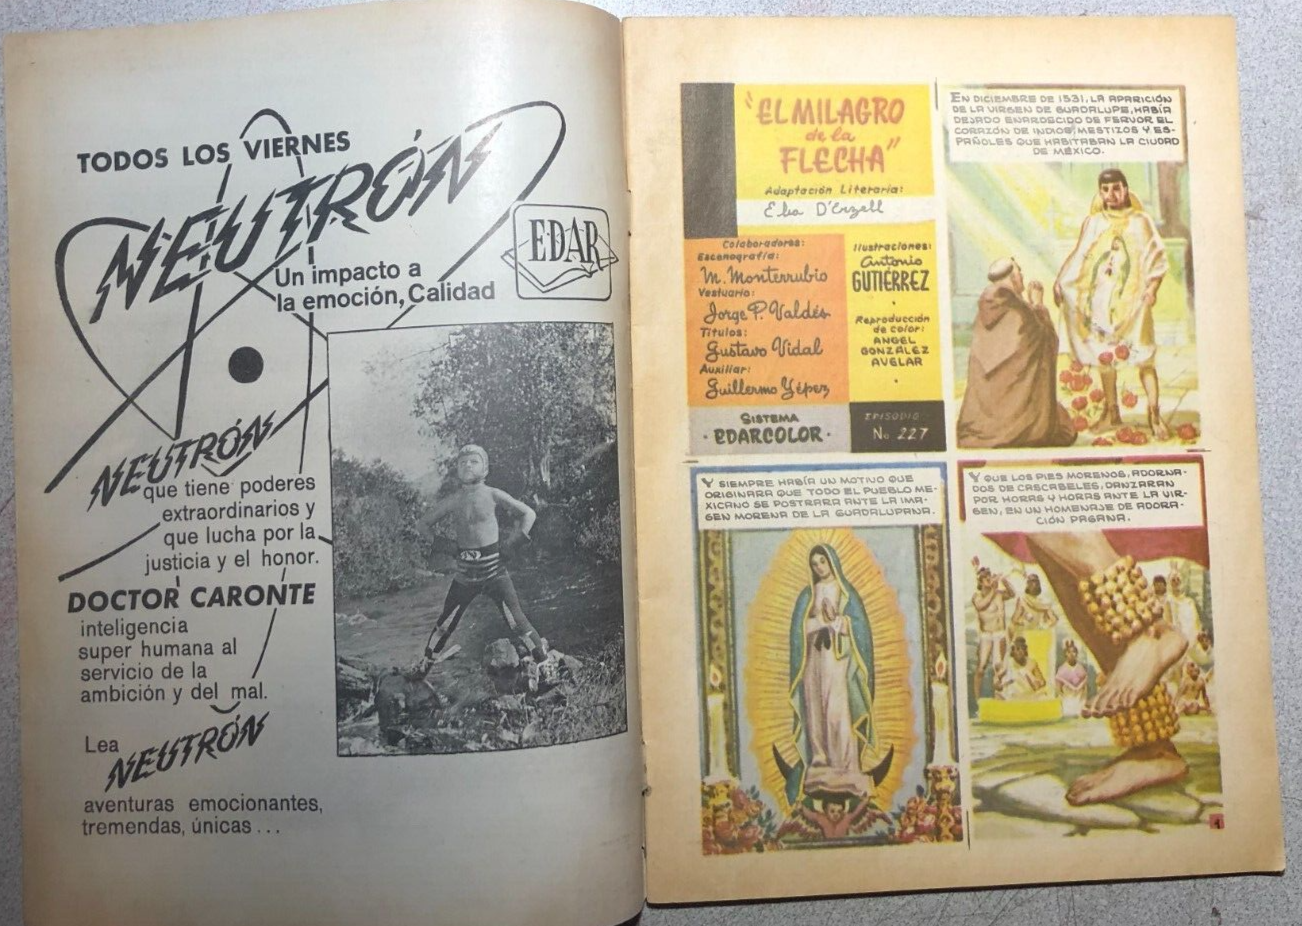 TODOS LOS VIERNES
NEUTRÓN
Un impacto a
la emoción, Calidad
EDAR
NEUTRÓN
que tiene poderes
extraordinarios y
que lucha por la
justicia y el honor.
DOCTOR CARONTE
inteligencia
super humana al
servicio de la
ambición y del mal.
Lea
NEUTRÓN
aventuras emocionantes,
tremendas, únicas ...
"EL MILAGRO
de la
FLECHA"
Adaptación Literaria:
Elia D'Erzell
Colaboradores:
Escenografía:
M. Monterrubio
Vestuario:
Jorge P. Valdés
Títulos:
Gustavo Vidal
Auxiliar:
Guillermo Yépez
Ilustraciones:
Antonio
GUTIÉRREZ
Reproducción
de color:
ANGEL
GONZÁLEZ
AVELAR
SISTEMA
·EDARCOLOR·
EPISODIO
No. 227
EN DICIEMBRE DE 1531, LA APARICIÓN
DE LA VIRGEN DE GUADALUPE, HABÍA
DEJADO ENARDECIDO DE FERVOR EL
CORAZÓN DE INDIOS, MESTIZOS Y ES-
PAÑOLES QUE HABITABAN LA CIUDAD
DE MÉXICO.
Y SIEMPRE HABÍA UN MOTIVO QUE
ORIGINARA QUE TODO EL PUEBLO ME-
XICANO SE POSTRARA ANTE LA IMA-
GEN MORENA DE LA GUADALUPANA.
Y QUE LOS PIES MORENOS, ADORNA-
DOS DE CASCABELES, DANZARAN
POR HORAS Y HORAS ANTE LA VIR-
GEN, EN UN HOMENAJE DE ADORA-
CIÓN PAGANA.
1